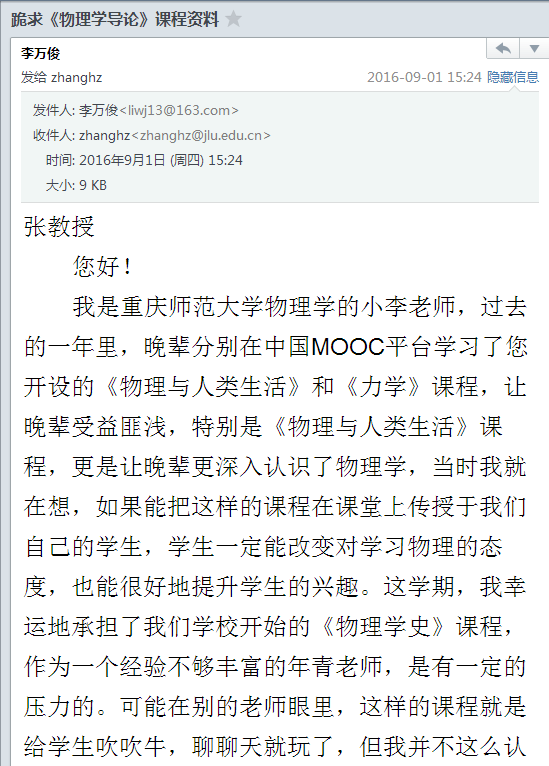 跪求《物理学导论》课程资料
李万俊
发给 zhanghz 2016-09-01 15:24 隐藏信息
发件人: 李万俊<liwj13@163.com>
收件人: zhanghz<zhanghz@jlu.edu.cn>
时间: 2016年9月1日 (周四) 15:24
大小: 9 KB
张教授
您好！
我是重庆师范大学物理学的小李老师，过去
的一年里，晚辈分别在中国MOOC平台学习了您
开设的《物理与人类生活》和《力学》课程，让
晚辈受益匪浅，特别是《物理与人类生活》课
程，更是让晚辈更深入认识了物理学，当时我就
在想，如果能把这样的课程在课堂上传授于我们
自己的学生，学生一定能改变对学习物理的态
度，也能很好地提升学生的兴趣。这学期，我幸
运地承担了我们学校开始的《物理学史》课程，
作为一个经验不够丰富的年青老师，是有一定的
压力的。可能在别的老师眼里，这样的课程就是
给学生吹吹牛，聊聊天就玩了，但我并不这么认